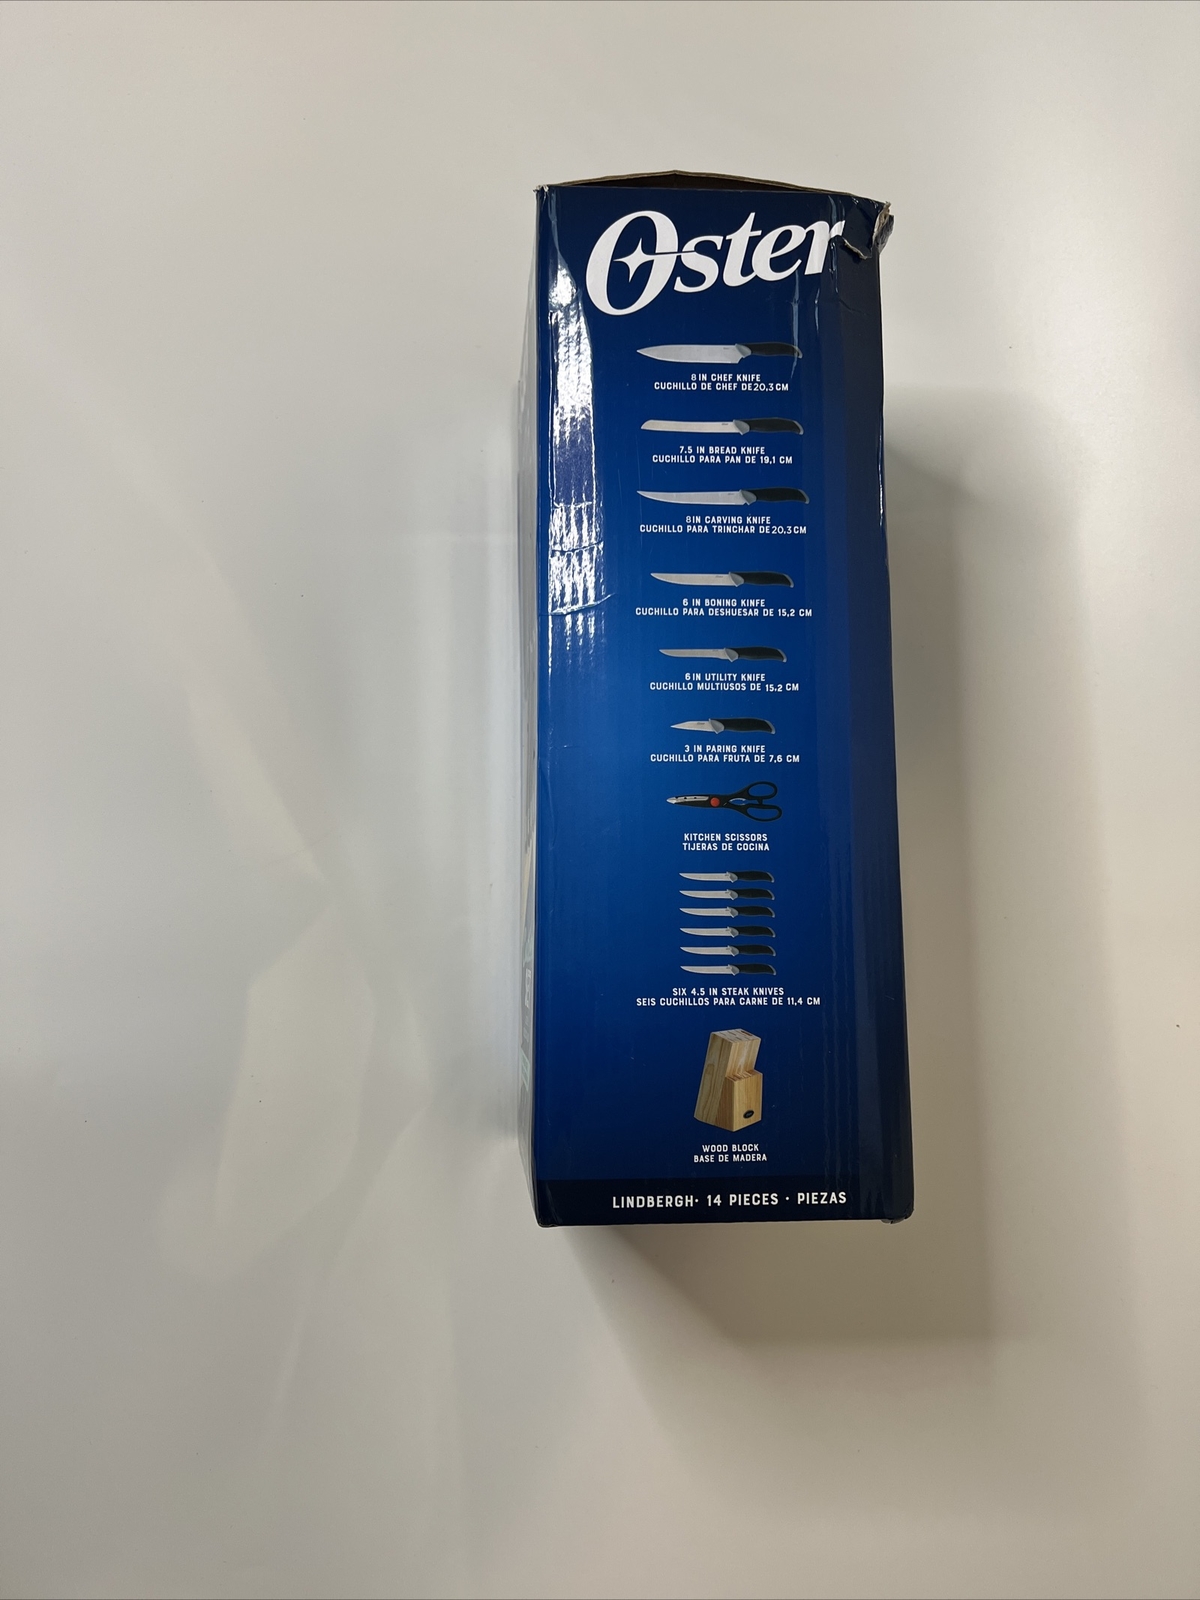 Oster
8 IN CHEF KNIFE
CUCHILLO DE CHEF DE 20,3 CM
7.5 IN BREAD KNIFE
CUCHILLO PARA PAN DE 19,1 CM
8 IN CARVING KNIFE
CUCHILLO PARA TRINCHAR DE 20,3 CM
6 IN BONING KINFE
CUCHILLO PARA DESHUESAR DE 15,2 CM
6 IN UTILITY KNIFE
CUCHILLO MULTIUSOS DE 15.2 CM
3 IN PARING KNIFE
CUCHILLO PARA FRUTA DE 7,6 CM
KITCHEN SCISSORS
TIJERAS DE COCINA
SIX 4.5 IN STEAK KNIVES
SEIS CUCHILLOS PARA CARNE DE 11,4 CM
WOOD BLOCK
BASE DE MADERA
LINDBERGH· 14 PIECES · PIEZAS